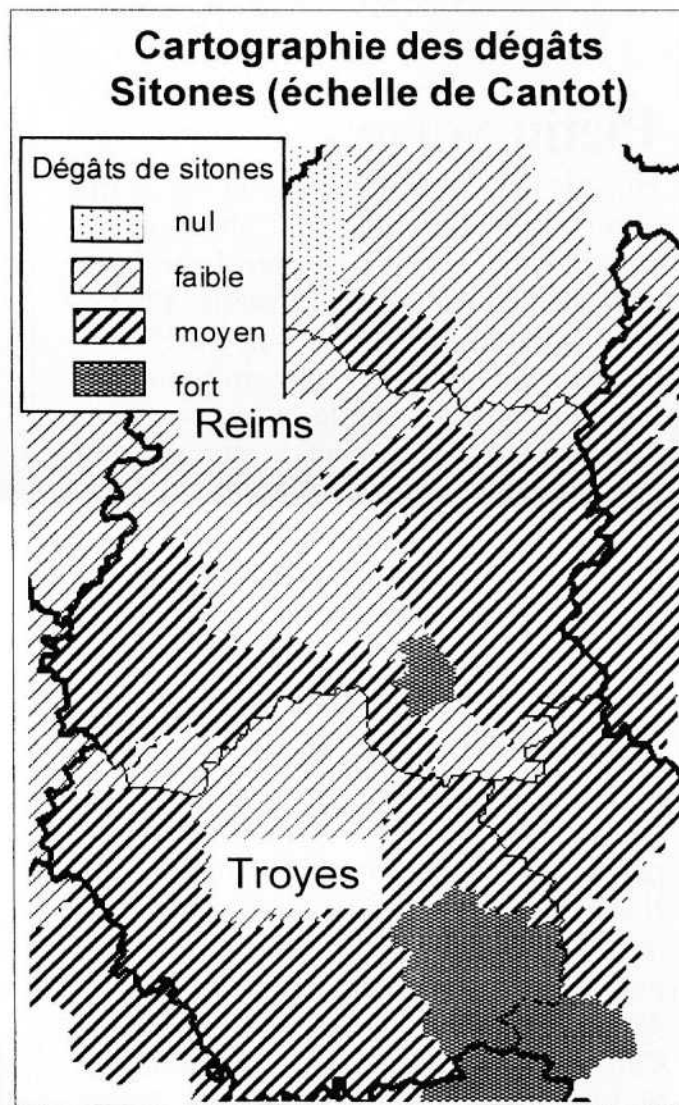 Cartographie des dégâts
Sitones (échelle de Cantot)
Dégâts de sitones
nul
faible
moyen
fort
Reims
Troyes